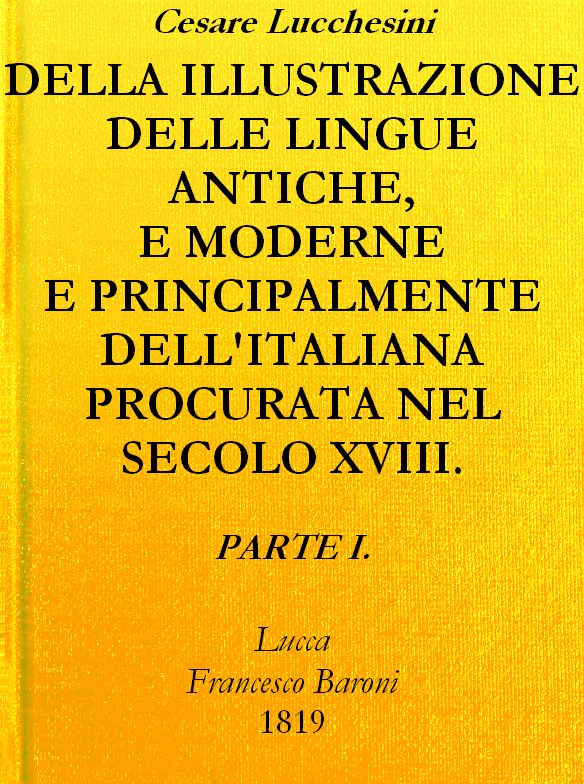 Cesare Lucchesini
DELLA ILLUSTRAZIONE
DELLE LINGUE
ANTICHE,
E MODERNE
E PRINCIPALMENTE
DELL'ITALIANA
PROCURATA NEL
SECOLO XVIII.
PARTE I.
Lucca
Francesco Baroni
1819